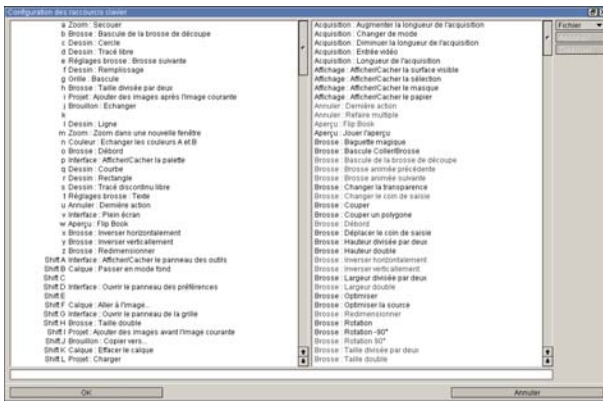 Configuration des raccourcis clavier
a Zoom : Secouer
b Brosse : Bascule de la brosse de découpe
c Dessin : Cercle
d Dessin : Tracé libre
e Réglages brosse : Brosse suivante
f Dessin : Remplissage
g Grille : Bascule
h Brosse : Taille divisée par deux
i Projet : Ajouter des images après l'image courante
j Brouillon : Echanger
k
l Dessin : Ligne
m Zoom : Zoom dans une nouvelle fenêtre
n Couleur : Echanger les couleurs A et B
o Brosse : Débord
p Interface : Afficher/Cacher la palette
q Dessin : Courbe
r Dessin : Rectangle
s Dessin : Tracé discontinu libre
t Réglages brosse : Texte
u Annuler : Dernière action
v Interface : Plein écran
w Aperçu : Flip Book
x Brosse : Inverser horizontalement
y Brosse : Inverser verticallement
z Brosse : Redimensionner
Shift A Interface : Afficher/Cacher le panneau des outils
Shift B Calque : Passer en mode fond
Shift C
Shift D Interface : Ouvrir le panneau des préférences
Shift E
Shift F Calque : Aller à l'image...
Shift G Interface : Ouvrir le panneau de la grille
Shift H Brosse : Taille double
Shift I Projet : Ajouter des images avant l'image courante
Shift J Brouillon : Copier vers...
Shift K Calque : Effacer le calque
Shift L Projet : Charger
Acquisition : Augmenter la longueur de l'acquisition
Acquisition : Changer de mode
Acquisition : Diminuer la longueur de l'acquisition
Acquisition : Entrée vidéo
Acquisition : Longueur de l'acquisition
Affichage : Afficher/Cacher la surface visible
Affichage : Afficher/Cacher la sélection
Affichage : Afficher/Cacher le masque
Affichage : Afficher/Cacher le papier
Annuler : Dernière action
Annuler : Refaire multiple
Aperçu : Flip Book
Aperçu : Jouer l'aperçu
Brosse : Baguette magique
Brosse : Bascule Coller/Brosse
Brosse : Bascule de la brosse de découpe
Brosse : Brosse animée précédente
Brosse : Brosse animée suivante
Brosse : Changer la transparence
Brosse : Changer le coin de saisie
Brosse : Couper
Brosse : Couper un polygone
Brosse : Débord
Brosse : Déplacer le coin de saisie
Brosse : Hauteur divisée par deux
Brosse : Hauteur double
Brosse : Inverser horizontalement
Brosse : Inverser verticallement
Brosse : Largeur divisée par deux
Brosse : Largeur double
Brosse : Optimiser
Brosse : Optimiser la source
Brosse : Redimensionner
Brosse : Rotation
Brosse : Rotation -90°
Brosse : Rotation 90°
Brosse : Taille divisée par deux
Brosse : Taille double
Fichier
OK
Annuler